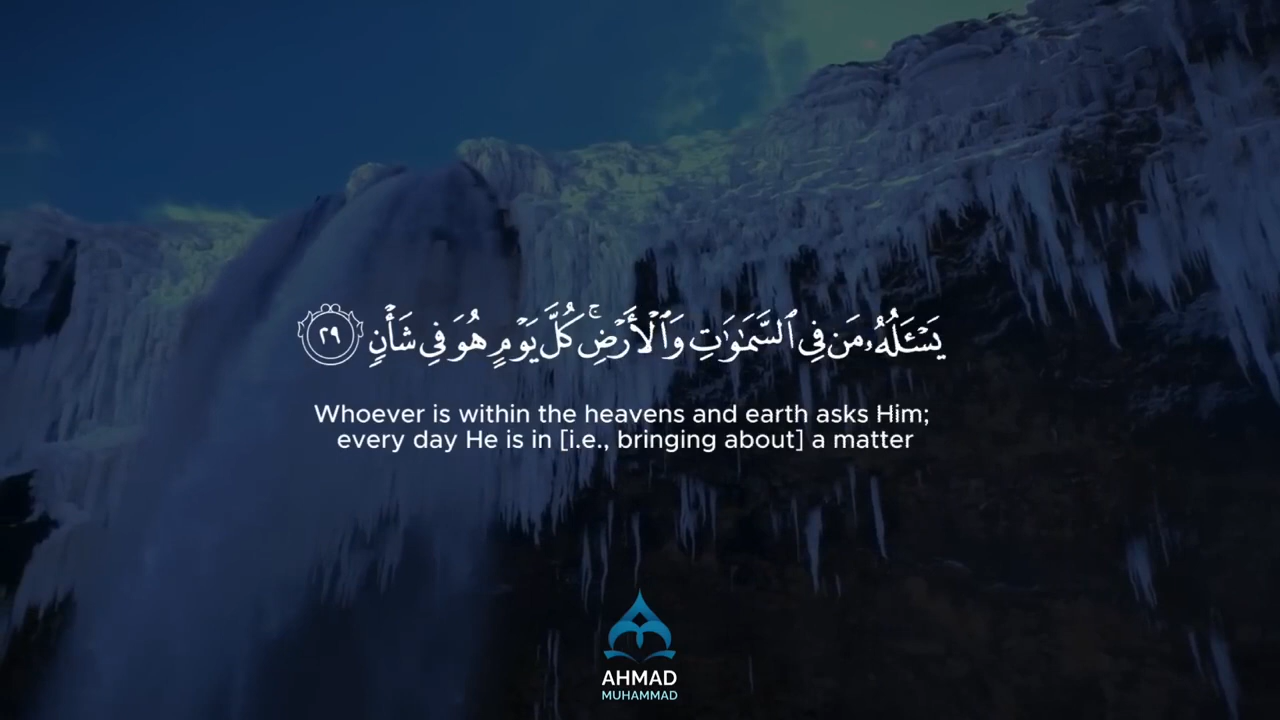 يَسْـَٔلُهُۥ مَن فِى ٱلسَّمَـٰوَٰتِ وَٱلْأَرْضِ ۚ كُلَّ يَوْمٍ هُوَ فِى شَأْنٍ ٢٩
Whoever is within the heavens and earth asks Him;
every day He is in [i.e., bringing about] a matter
AHMAD
MUHAMMAD